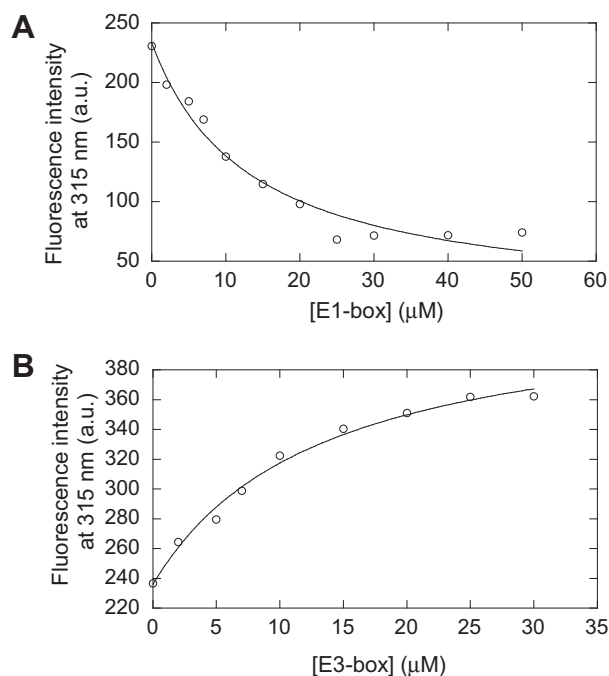 A
Fluorescence intensity
at 315 nm (a.u.)
250
200
150
100
50
0 10 20 30 40 50 60
[E1-box] (μM)
B
Fluorescence intensity
at 315 nm (a.u.)
380
360
340
320
300
280
260
240
220
0 5 10 15 20 25 30 35
[E3-box] (μM)